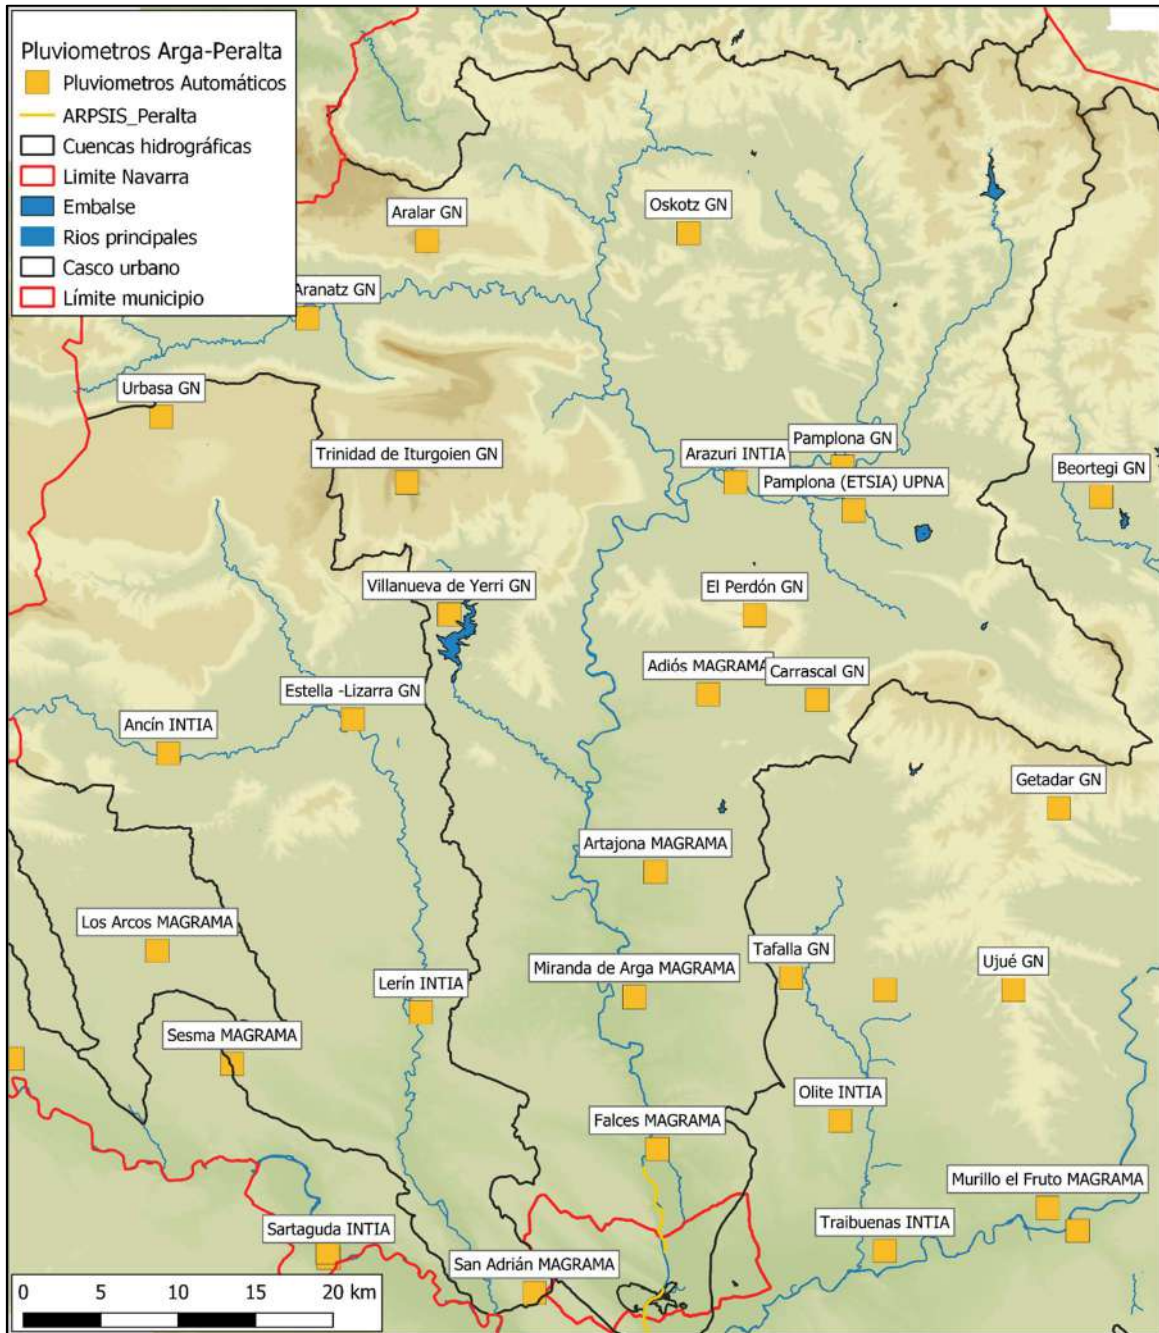 Pluviometros Arga-Peralta
Pluviometros Automáticos
ARPSIS_Peralta
Cuencas hidrográficas
Limite Navarra
Embalse
Rios principales
Casco urbano
Límite municipio
Aralar GN
Oskotz GN
Aranatz GN
Urbasa GN
Trinidad de Iturgoien GN
Arazuri INTIA
Pamplona GN
Pamplona (ETSIA) UPNA
Beortegi GN
Villanueva de Yerri GN
El Perdón GN
Adiós MAGRAMA
Carrascal GN
Estella -Lizarra GN
Ancín INTIA
Getadar GN
Artajona MAGRAMA
Los Arcos MAGRAMA
Tafalla GN
Miranda de Arga MAGRAMA
Ujué GN
Lerín INTIA
Sesma MAGRAMA
Olite INTIA
Falces MAGRAMA
Murillo el Fruto MAGRAMA
Traibuenas INTIA
Sartaguda INTIA
San Adrián MAGRAMA
0 5 10 15 20 km